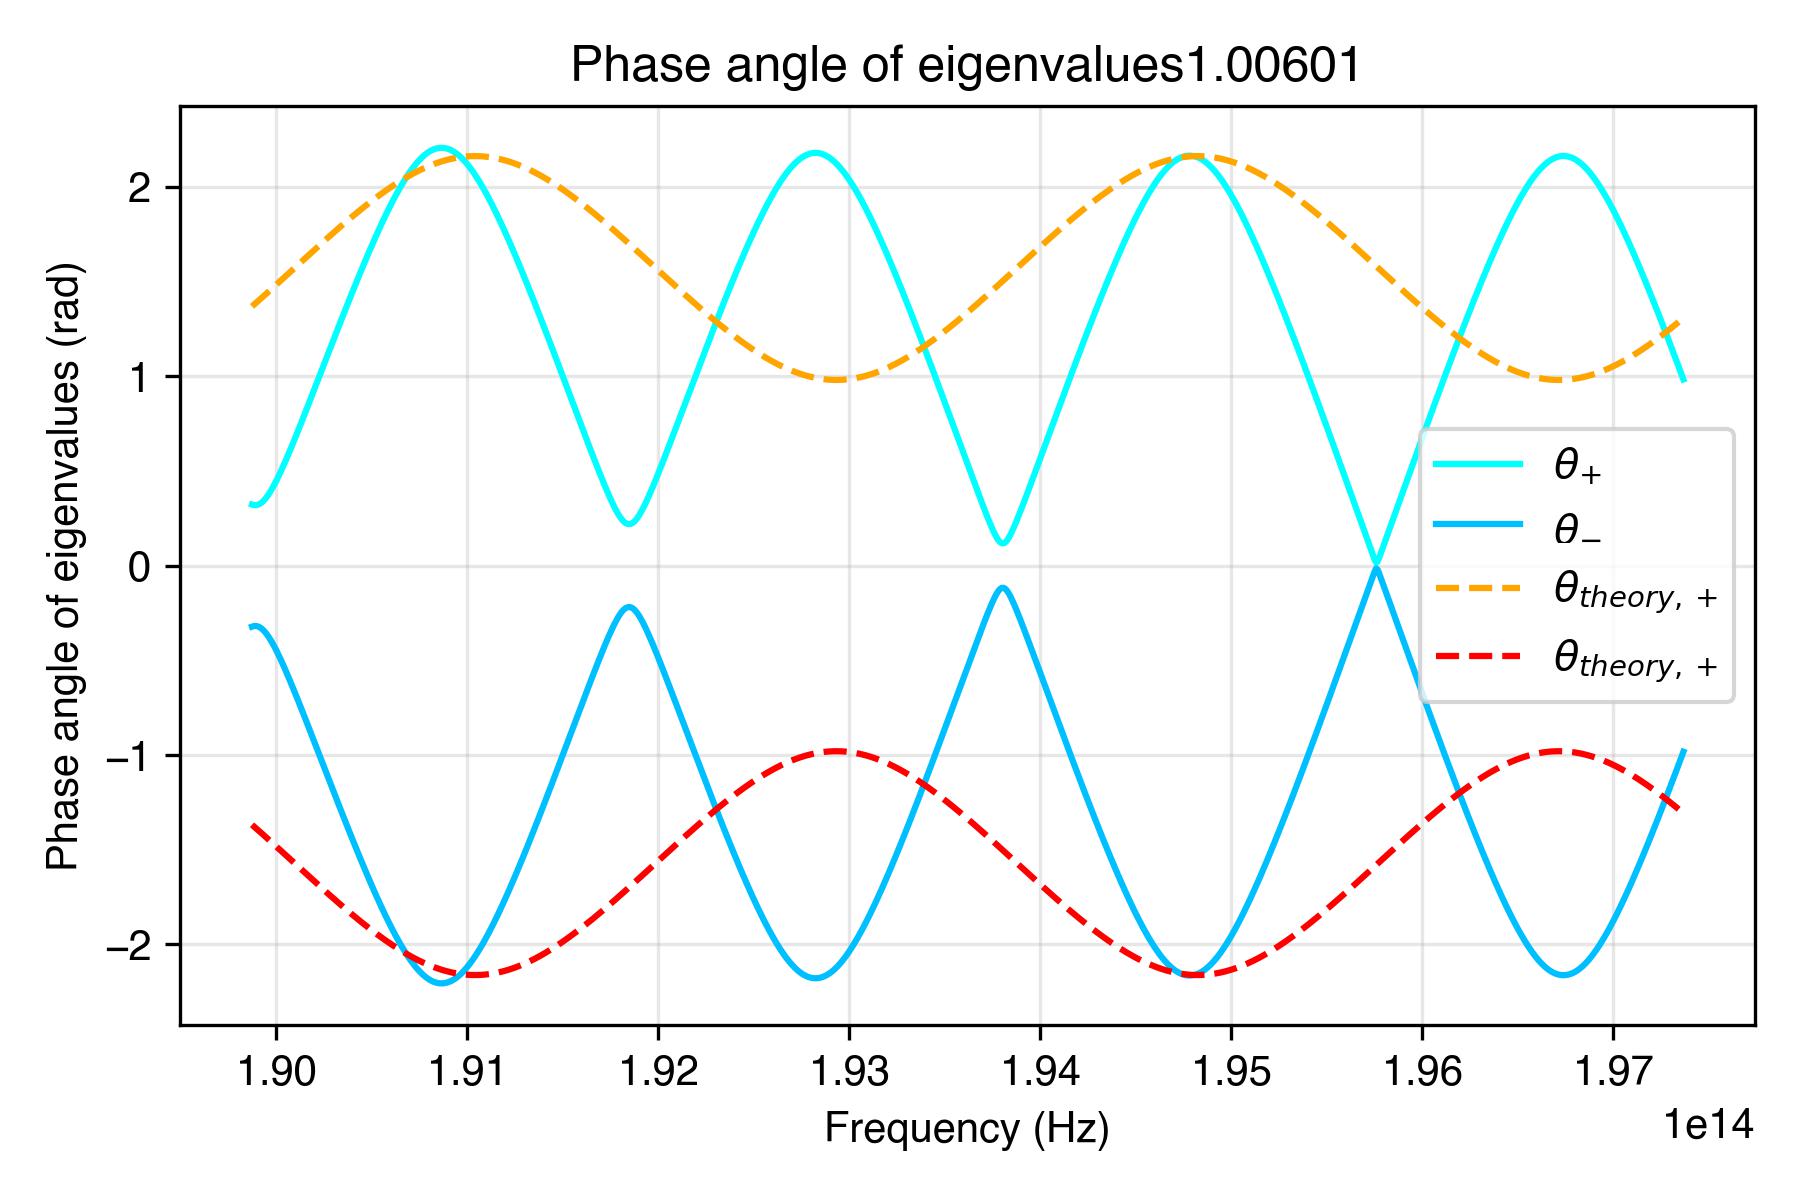 Phase angle of eigenvalues1.00601
Phase angle of eigenvalues (rad)
2
1
0
−1
−2
θ+
θ−
θtheory, +
θtheory, +
1.90 1.91 1.92 1.93 1.94 1.95 1.96 1.97
Frequency (Hz)
1e14